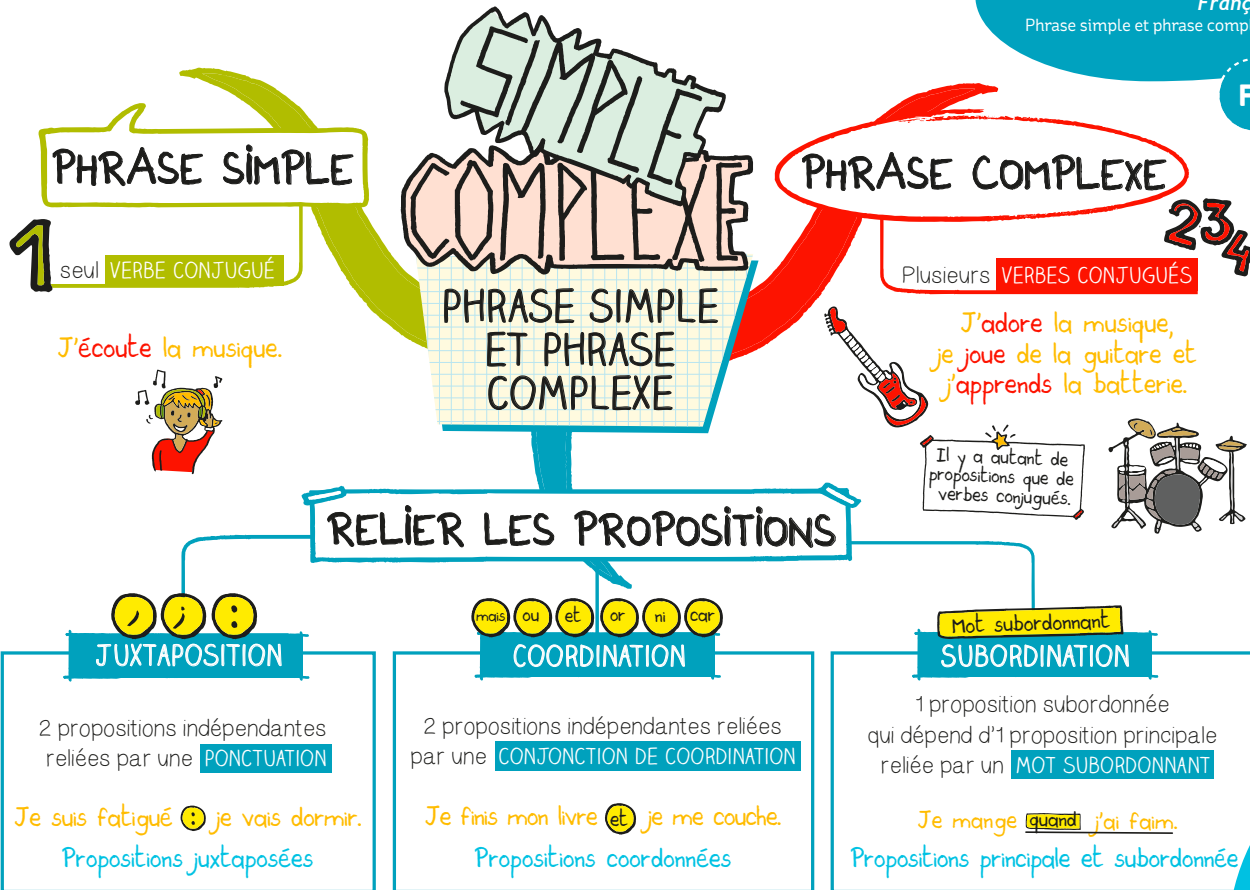 Franç
Phrase simple et phrase comp
F
SIMPLE
COMPLEXE
PHRASE SIMPLE
ET PHRASE
COMPLEXE
PHRASE SIMPLE
1 seul VERBE CONJUGUÉ
J'écoute la musique.
PHRASE COMPLEXE
234
Plusieurs VERBES CONJUGUÉS
J'adore la musique,
je joue de la guitare et
j'apprends la batterie.
Il y a autant de
propositions que de
verbes conjugués.
RELIER LES PROPOSITIONS
, ; :
JUXTAPOSITION
2 propositions indépendantes
reliées par une PONCTUATION
Je suis fatigué : je vais dormir.
Propositions juxtaposées
mais ou et or ni car
COORDINATION
2 propositions indépendantes reliées
par une CONJONCTION DE COORDINATION
Je finis mon livre et je me couche.
Propositions coordonnées
Mot subordonnant
SUBORDINATION
1 proposition subordonnée
qui dépend d'1 proposition principale
reliée par un MOT SUBORDONNANT
Je mange quand j'ai faim.
Propositions principale et subordonnée